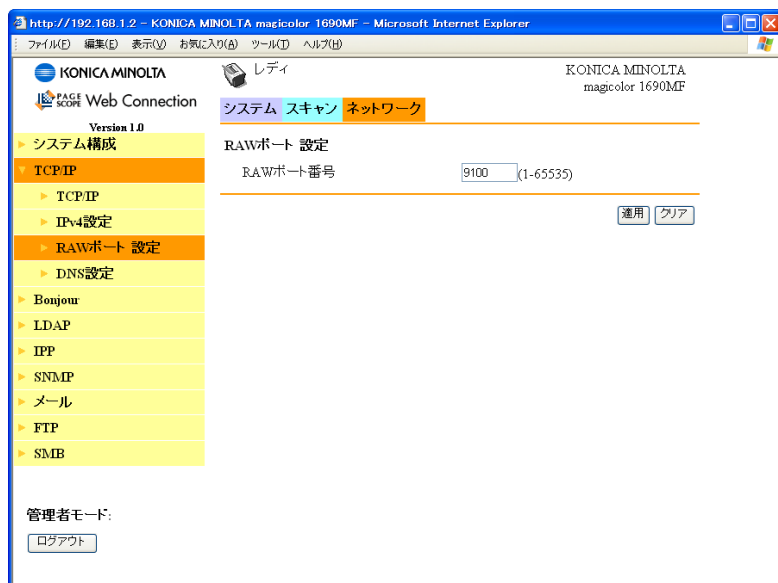 http://192.168.1.2 - KONICA MINOLTA magicolor 1690MF - Microsoft Internet Explorer
ファイル(F) 編集(E) 表示(V) お気に入り(A) ツール(T) ヘルプ(H)
KONICA MINOLTA
PAGE SCOPE Web Connection
Version 1.0
レディ
KONICA MINOLTA
magicolor 1690MF
システム スキャン ネットワーク
システム構成
TCP/IP
TCP/IP
IPv4設定
RAWポート 設定
DNS設定
Bonjour
LDAP
IPP
SNMP
メール
FTP
SMB
管理者モード:
ログアウト
RAWポート 設定
RAWポート番号 9100 (1-65535)
適用 クリア